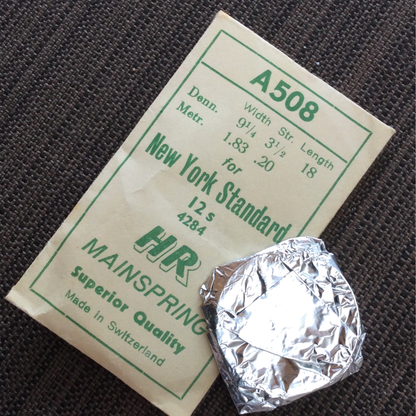 A508
Width Str. Length
Denn. 9¼ 3½ 18
Metr. 1.83 .20
for
New York Standard
12 s
4284
HR
MAINSPRING
Superior Quality
Made in Switzerland